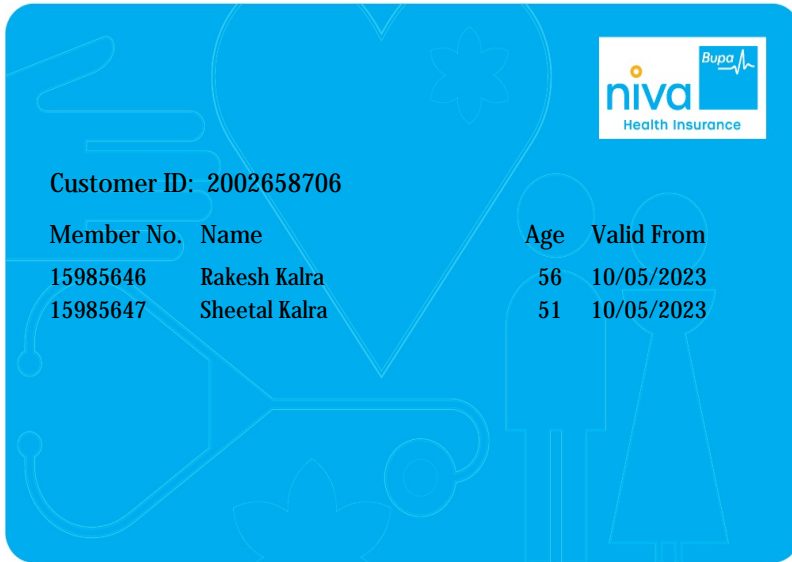 Bupa
niva
Health Insurance
Customer ID: 2002658706
Member No. Name Age Valid From
15985646 Rakesh Kalra 56 10/05/2023
15985647 Sheetal Kalra 51 10/05/2023